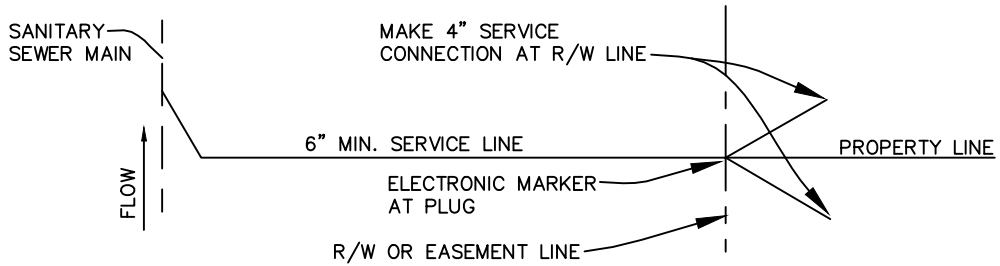 SANITARY
SEWER MAIN
MAKE 4” SERVICE
CONNECTION AT R/W LINE
6” MIN. SERVICE LINE
PROPERTY LINE
FLOW
ELECTRONIC MARKER
AT PLUG
R/W OR EASEMENT LINE